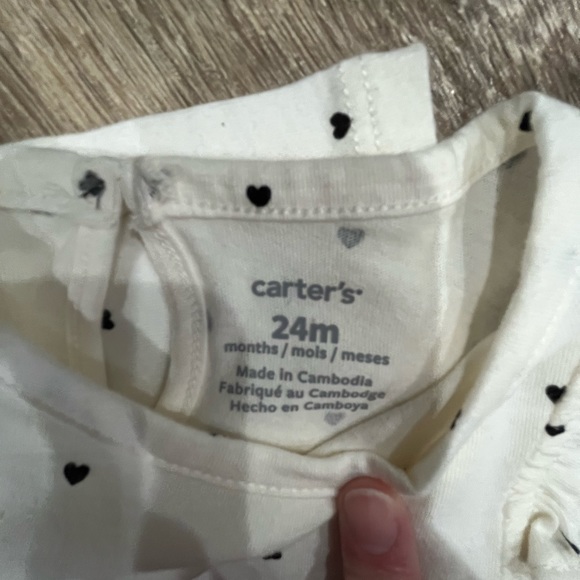 carter's
24m
months / mois / meses
Made in Cambodia
Fabriqué au Cambodge
Hecho en Camboya